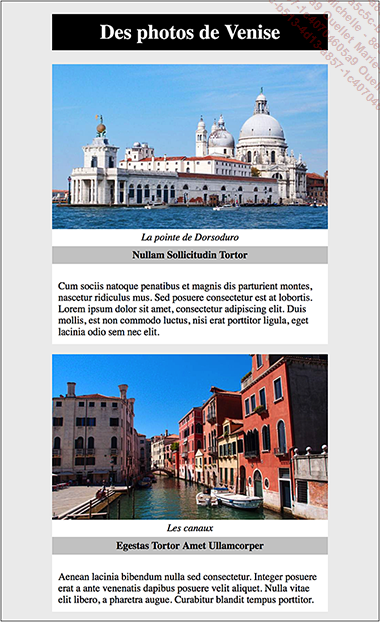 Des photos de Venise
La pointe de Dorsoduro
Nullam Sollicitudin Tortor
Cum sociis natoque penatibus et magnis dis parturient montes,
nascetur ridiculus mus. Sed posuere consectetur est at lobortis.
Lorem ipsum dolor sit amet, consectetur adipiscing elit. Duis
mollis, est non commodo luctus, nisi erat porttitor ligula, eget
lacinia odio sem nec elit.
Les canaux
Egestas Tortor Amet Ullamcorper
Aenean lacinia bibendum nulla sed consectetur. Integer posuere
erat a ante venenatis dapibus posuere velit aliquet. Nulla vitae
elit libero, a pharetra augue. Curabitur blandit tempus porttitor.